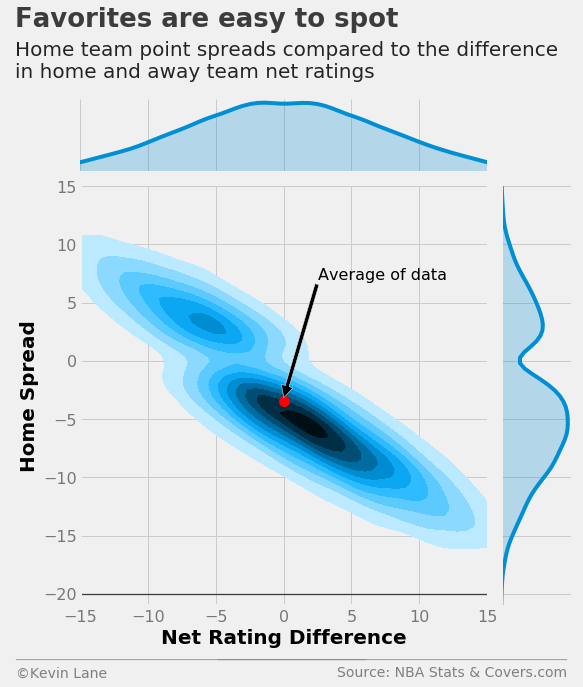 Favorites are easy to spot
Home team point spreads compared to the difference
in home and away team net ratings
15
10
5
0
−5
−10
−15
−20
Home Spread
Average of data
−15
−10
−5
0
5
10
15
Net Rating Difference
©Kevin Lane
Source: NBA Stats & Covers.com